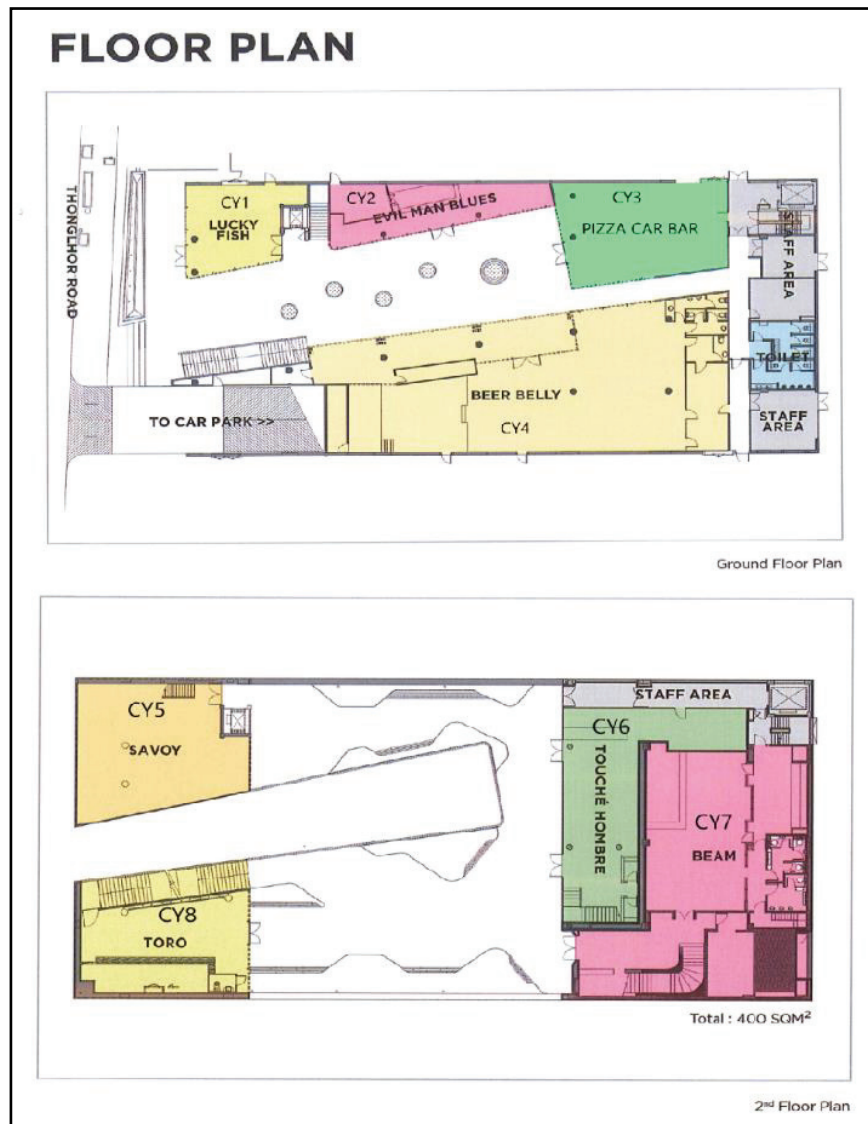 FLOOR PLAN
THONGLHOR ROAD
CY1
LUCKY
FISH
CY2
EVIL MAN BLUES
CY3
PIZZA CAR BAR
STAFF AREA
TOILET
STAFF
AREA
BEER BELLY
CY4
TO CAR PARK >>
Ground Floor Plan
CY5
SAVOY
STAFF AREA
CY6
TOUCHÉ HONBRE
CY7
BEAM
CY8
TORO
Total : 400 SQM²
2nd Floor Plan